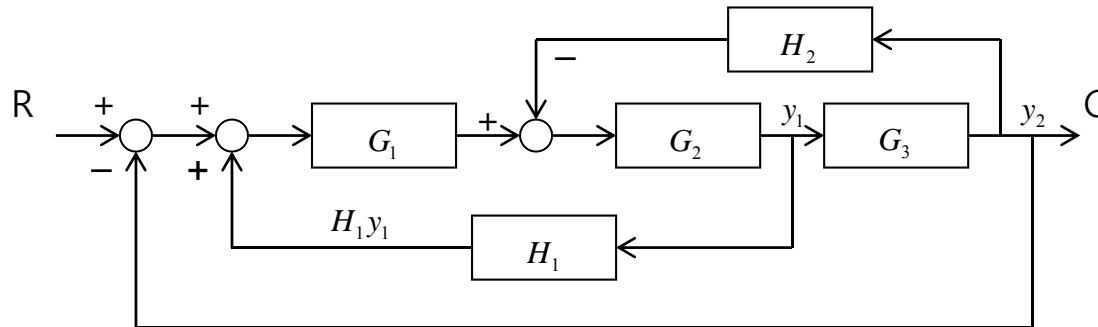 H₂
−
R
+
+
+
y₁
y₂
C
G₁
G₂
G₃
−
+
H₁y₁
H₁